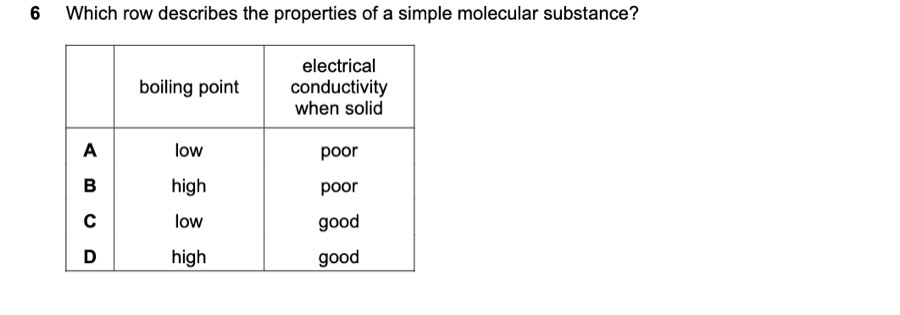 6 Which row describes the properties of a simple molecular substance?
boiling point electrical conductivity when solid
A low poor
B high poor
C low good
D high good